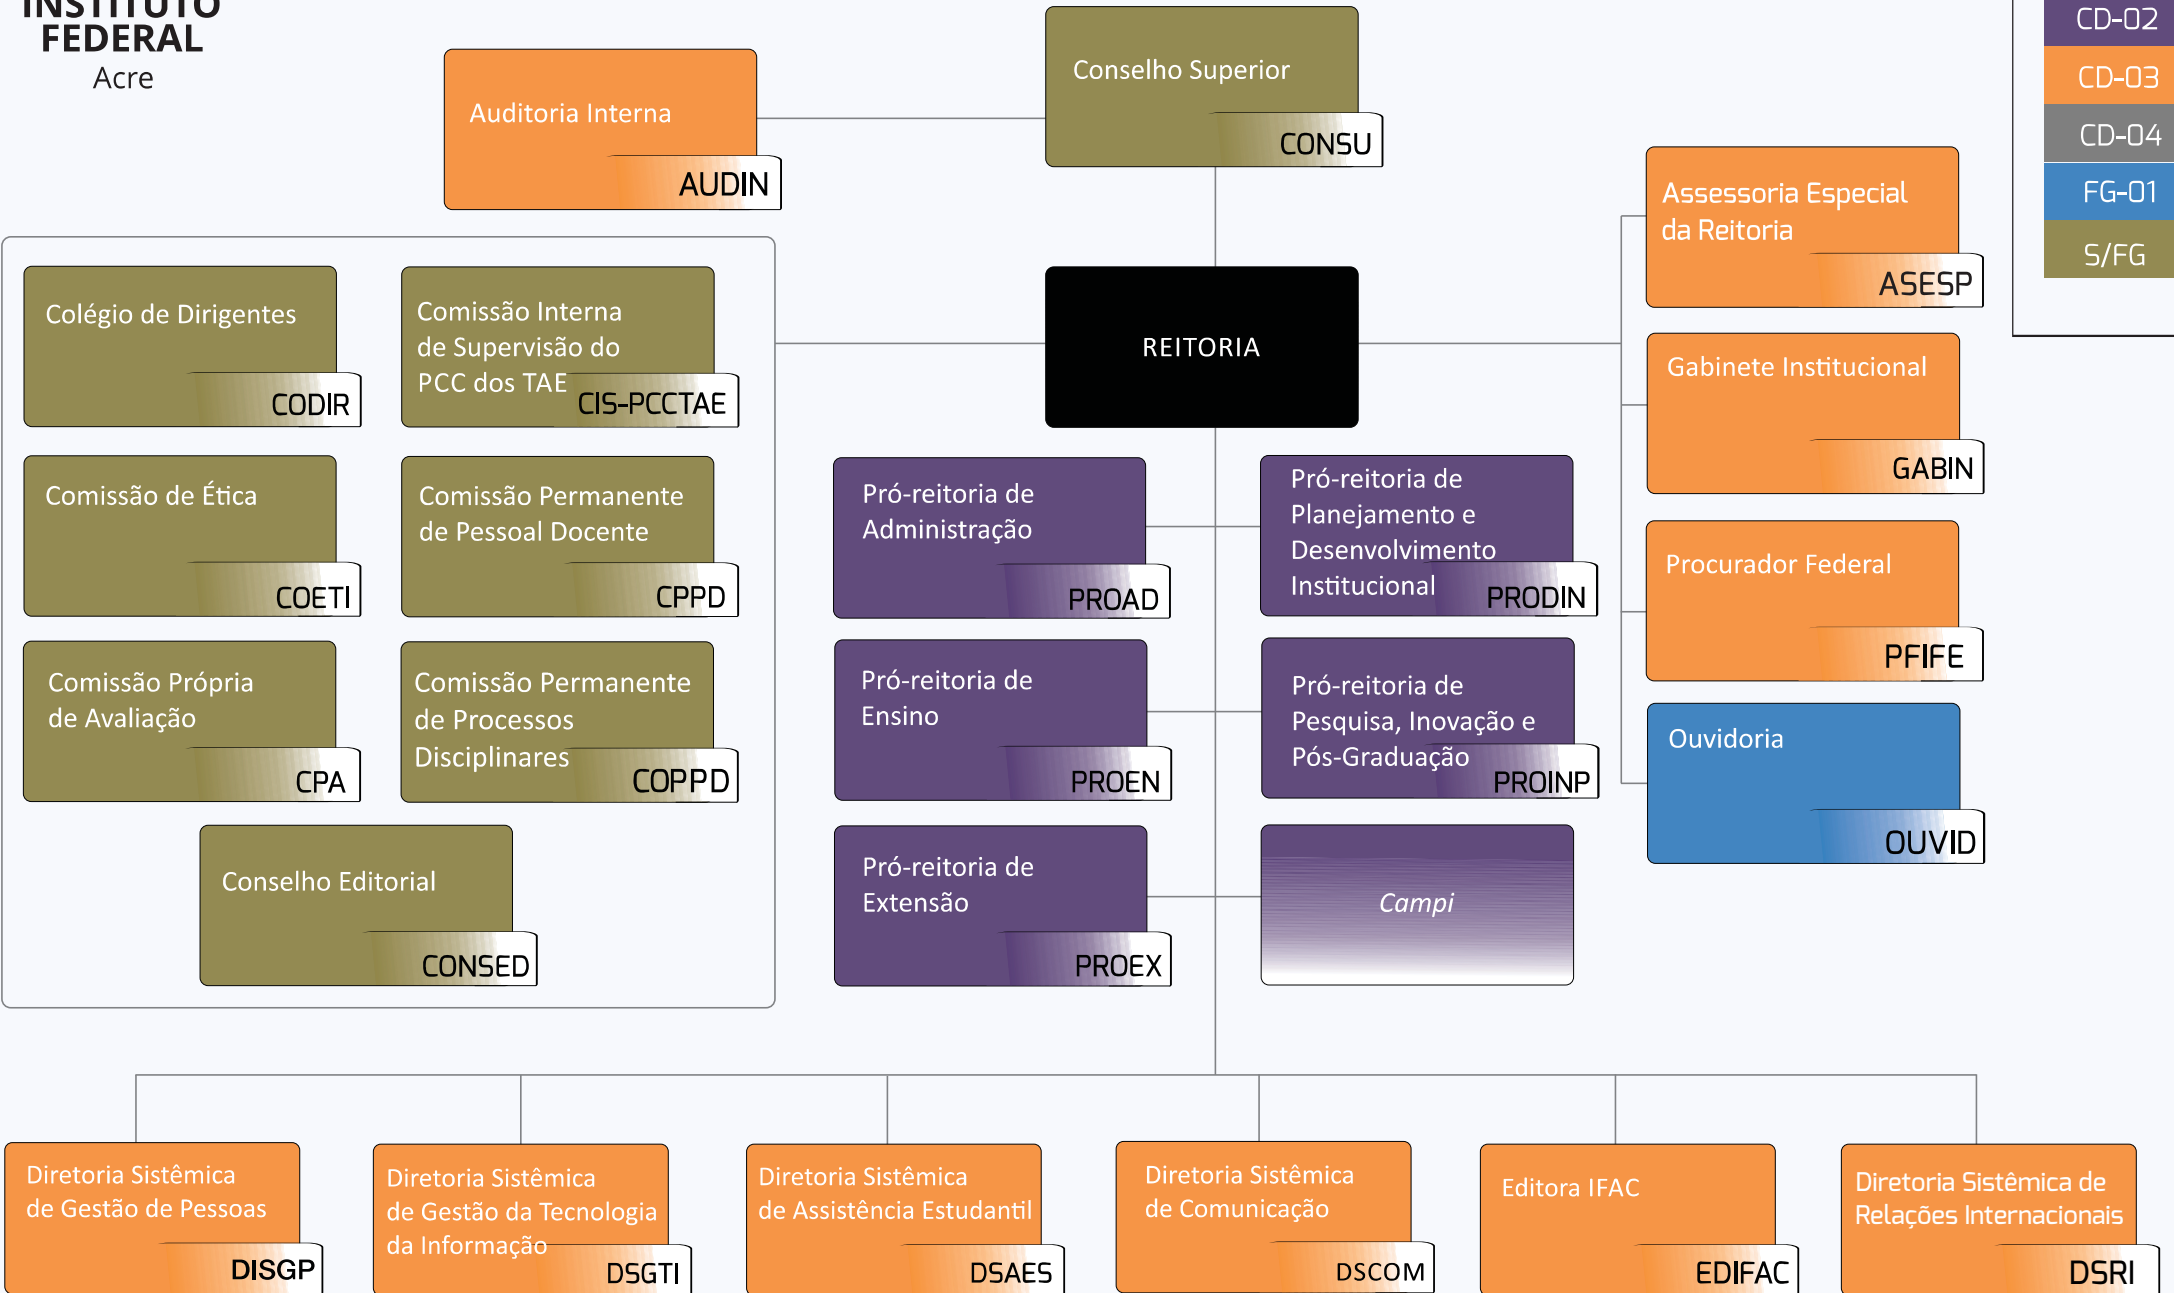 INSTITUTO
FEDERAL
Acre
CD-02
CD-03
CD-04
FG-01
S/FG
Auditoria Interna
AUDIN
Conselho Superior
CONSU
Assessoria Especial
da Reitoria
ASESP
Colégio de Dirigentes
CODIR
Comissão Interna
de Supervisão do
PCC dos TAE
CIS-PCCTAE
REITORIA
Gabinete Institucional
GABIN
Comissão de Ética
COETI
Comissão Permanente
de Pessoal Docente
CPPD
Pró-reitoria de
Administração
PROAD
Pró-reitoria de
Planejamento e
Desenvolvimento
Institucional
PRODIN
Procurador Federal
PFIFE
Comissão Própria
de Avaliação
CPA
Comissão Permanente
de Processos
Disciplinares
COPPD
Pró-reitoria de
Ensino
PROEN
Pró-reitoria de
Pesquisa, Inovação e
Pós-Graduação
PROINP
Ouvidoria
OUVID
Conselho Editorial
CONSED
Pró-reitoria de
Extensão
PROEX
Campi
Diretoria Sistêmica
de Gestão de Pessoas
DISGP
Diretoria Sistêmica
de Gestão da Tecnologia
da Informação
DSGTI
Diretoria Sistêmica
de Assistência Estudantil
DSAES
Diretoria Sistêmica
de Comunicação
DSCOM
Editora IFAC
EDIFAC
Diretoria Sistêmica de
Relações Internacionais
DSRI